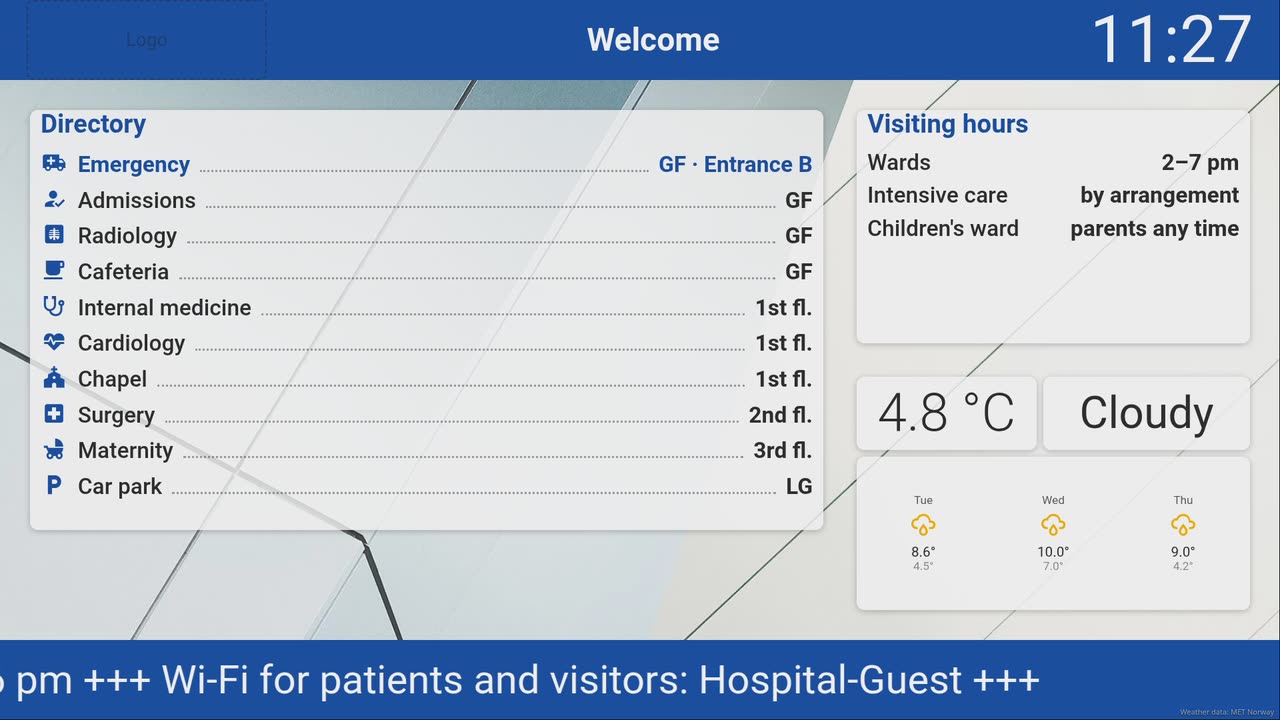 Logo
Welcome
11:27
Directory
Emergency GF · Entrance B
Admissions GF
Radiology GF
Cafeteria GF
Internal medicine 1st fl.
Cardiology 1st fl.
Chapel 1st fl.
Surgery 2nd fl.
Maternity 3rd fl.
P Car park LG
Visiting hours
Wards 2–7 pm
Intensive care by arrangement
Children's ward parents any time
4.8 °C Cloudy
Tue Wed Thu
8.6° 10.0° 9.0°
4.5° 7.0° 4.2°
pm +++ Wi-Fi for patients and visitors: Hospital-Guest +++
Weather data: MET Norway